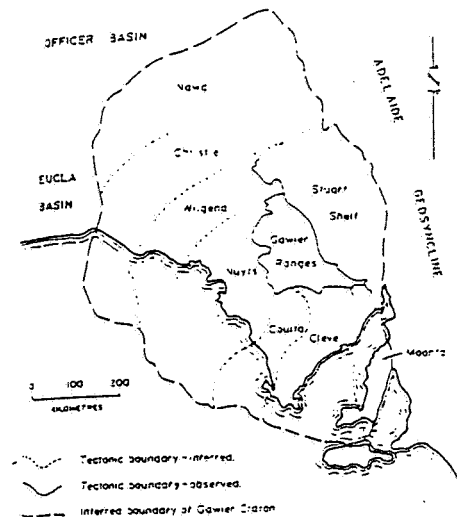 OFFICER BASIN
Nawa
ADELAIDE
GEOSYNCLINE
Christie
EUCLA
BASIN
Wilgena
Stuart
Shelf
Gawler
Ranges
Nuyts
Coulta
Cleve
Moonta
0 100 200
KILOMETRES
Tectonic boundary - inferred.
Tectonic boundary - observed.
Inferred boundary of Gawler Craton